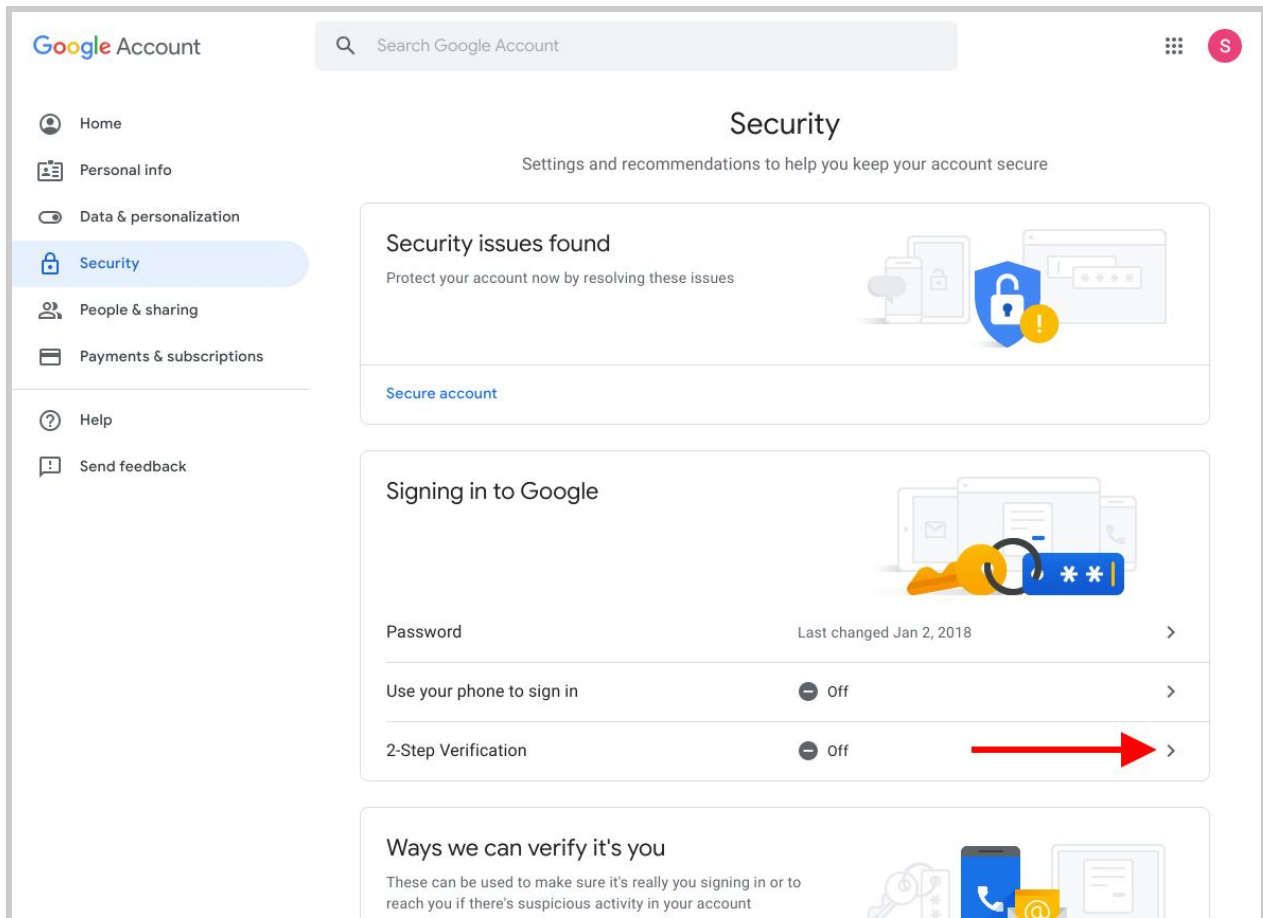 Google Account
Search Google Account
S
Home
Personal info
Data & personalization
Security
People & sharing
Payments & subscriptions
Help
Send feedback
Security
Settings and recommendations to help you keep your account secure
Security issues found
Protect your account now by resolving these issues
* * * *
!
Secure account
Signing in to Google
* *
Password Last changed Jan 2, 2018
Use your phone to sign in Off
2-Step Verification Off
Ways we can verify it's you
These can be used to make sure it's really you signing in or to
reach you if there's suspicious activity in your account
@